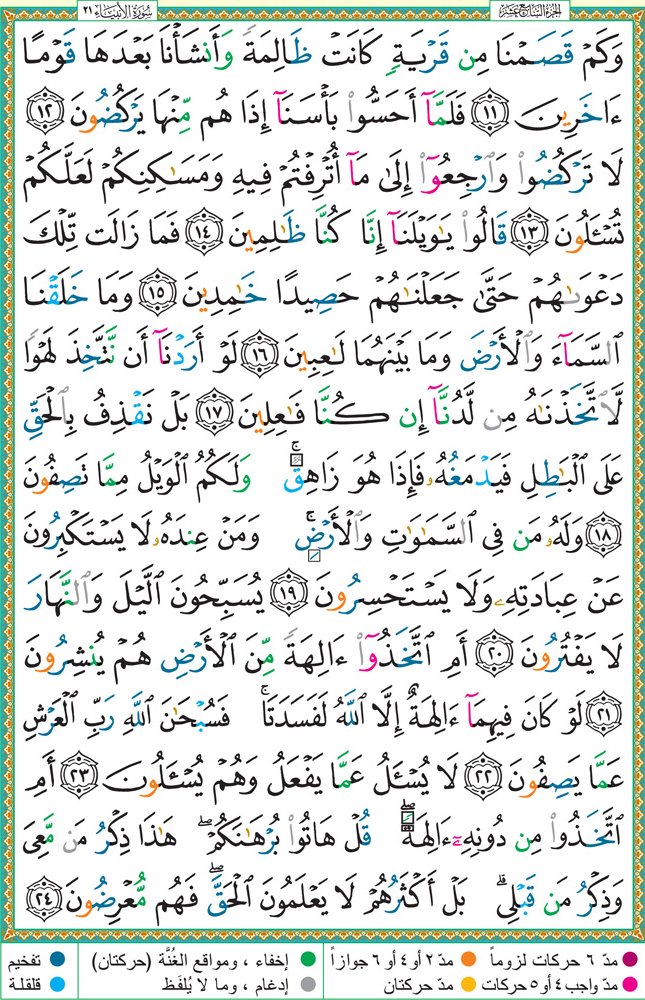 الجزء السابع عشر
سورة الأنبياء ٢١
وَكَمْ قَصَمْنَا مِن قَرْيَةٍ كَانَتْ ظَالِمَةً وَأَنشَأْنَا بَعْدَهَا قَوْمًا
ءَاخَرِينَ ١١ فَلَمَّآ أَحَسُّوا۟ بَأْسَنَآ إِذَا هُم مِّنْهَا يَرْكُضُونَ ١٢
لَا تَرْكُضُوا۟ وَٱرْجِعُوٓا۟ إِلَىٰ مَآ أُتْرِفْتُمْ فِيهِ وَمَسَٰكِنِكُمْ لَعَلَّكُمْ
تُسْـَٔلُونَ ١٣ قَالُوا۟ يَٰوَيْلَنَآ إِنَّا كُنَّا ظَٰلِمِينَ ١٤ فَمَا زَالَت تِّلْكَ
دَعْوَىٰهُمْ حَتَّىٰ جَعَلْنَٰهُمْ حَصِيدًا خَٰمِدِينَ ١٥ وَمَا خَلَقْنَا
ٱلسَّمَآءَ وَٱلْأَرْضَ وَمَا بَيْنَهُمَا لَٰعِبِينَ ١٦ لَوْ أَرَدْنَآ أَن نَّتَّخِذَ لَهْوًا
لَّٱتَّخَذْنَٰهُ مِن لَّدُنَّآ إِن كُنَّا فَٰعِلِينَ ١٧ بَلْ نَقْذِفُ بِٱلْحَقِّ
عَلَى ٱلْبَٰطِلِ فَيَدْمَغُهُۥ فَإِذَا هُوَ زَاهِقٌ ۚ وَلَكُمُ ٱلْوَيْلُ مِمَّا تَصِفُونَ
١٨ وَلَهُۥ مَن فِى ٱلسَّمَٰوَٰتِ وَٱلْأَرْضِ ۚ وَمَنْ عِندَهُۥ لَا يَسْتَكْبِرُونَ
عَنْ عِبَادَتِهِۦ وَلَا يَسْتَحْسِرُونَ ١٩ يُسَبِّحُونَ ٱلَّيْلَ وَٱلنَّهَارَ
لَا يَفْتُرُونَ ٢٠ أَمِ ٱتَّخَذُوٓا۟ ءَالِهَةً مِّنَ ٱلْأَرْضِ هُمْ يُنشِرُونَ
٢١ لَوْ كَانَ فِيهِمَآ ءَالِهَةٌ إِلَّا ٱللَّهُ لَفَسَدَتَا ۚ فَسُبْحَٰنَ ٱللَّهِ رَبِّ ٱلْعَرْشِ
عَمَّا يَصِفُونَ ٢٢ لَا يُسْـَٔلُ عَمَّا يَفْعَلُ وَهُمْ يُسْـَٔلُونَ ٢٣ أَمِ
ٱتَّخَذُوا۟ مِن دُونِهِۦٓ ءَالِهَةً ۖ قُلْ هَاتُوا۟ بُرْهَٰنَكُمْ ۖ هَٰذَا ذِكْرُ مَن مَّعِىَ
وَذِكْرُ مَن قَبْلِى ۗ بَلْ أَكْثَرُهُمْ لَا يَعْلَمُونَ ٱلْحَقَّ ۖ فَهُم مُّعْرِضُونَ ٢٤
مدّ ٦ حركات لزوماً
مدّ ٢ أو ٤ أو ٦ جوازاً
إخفاء ، ومواقع الغُنَّة (حركتان)
تفخيم
مدّ واجب ٤ أو ٥ حركات
مدّ حركتان
إدغام ، وما لا يُلفَظ
قلقلة